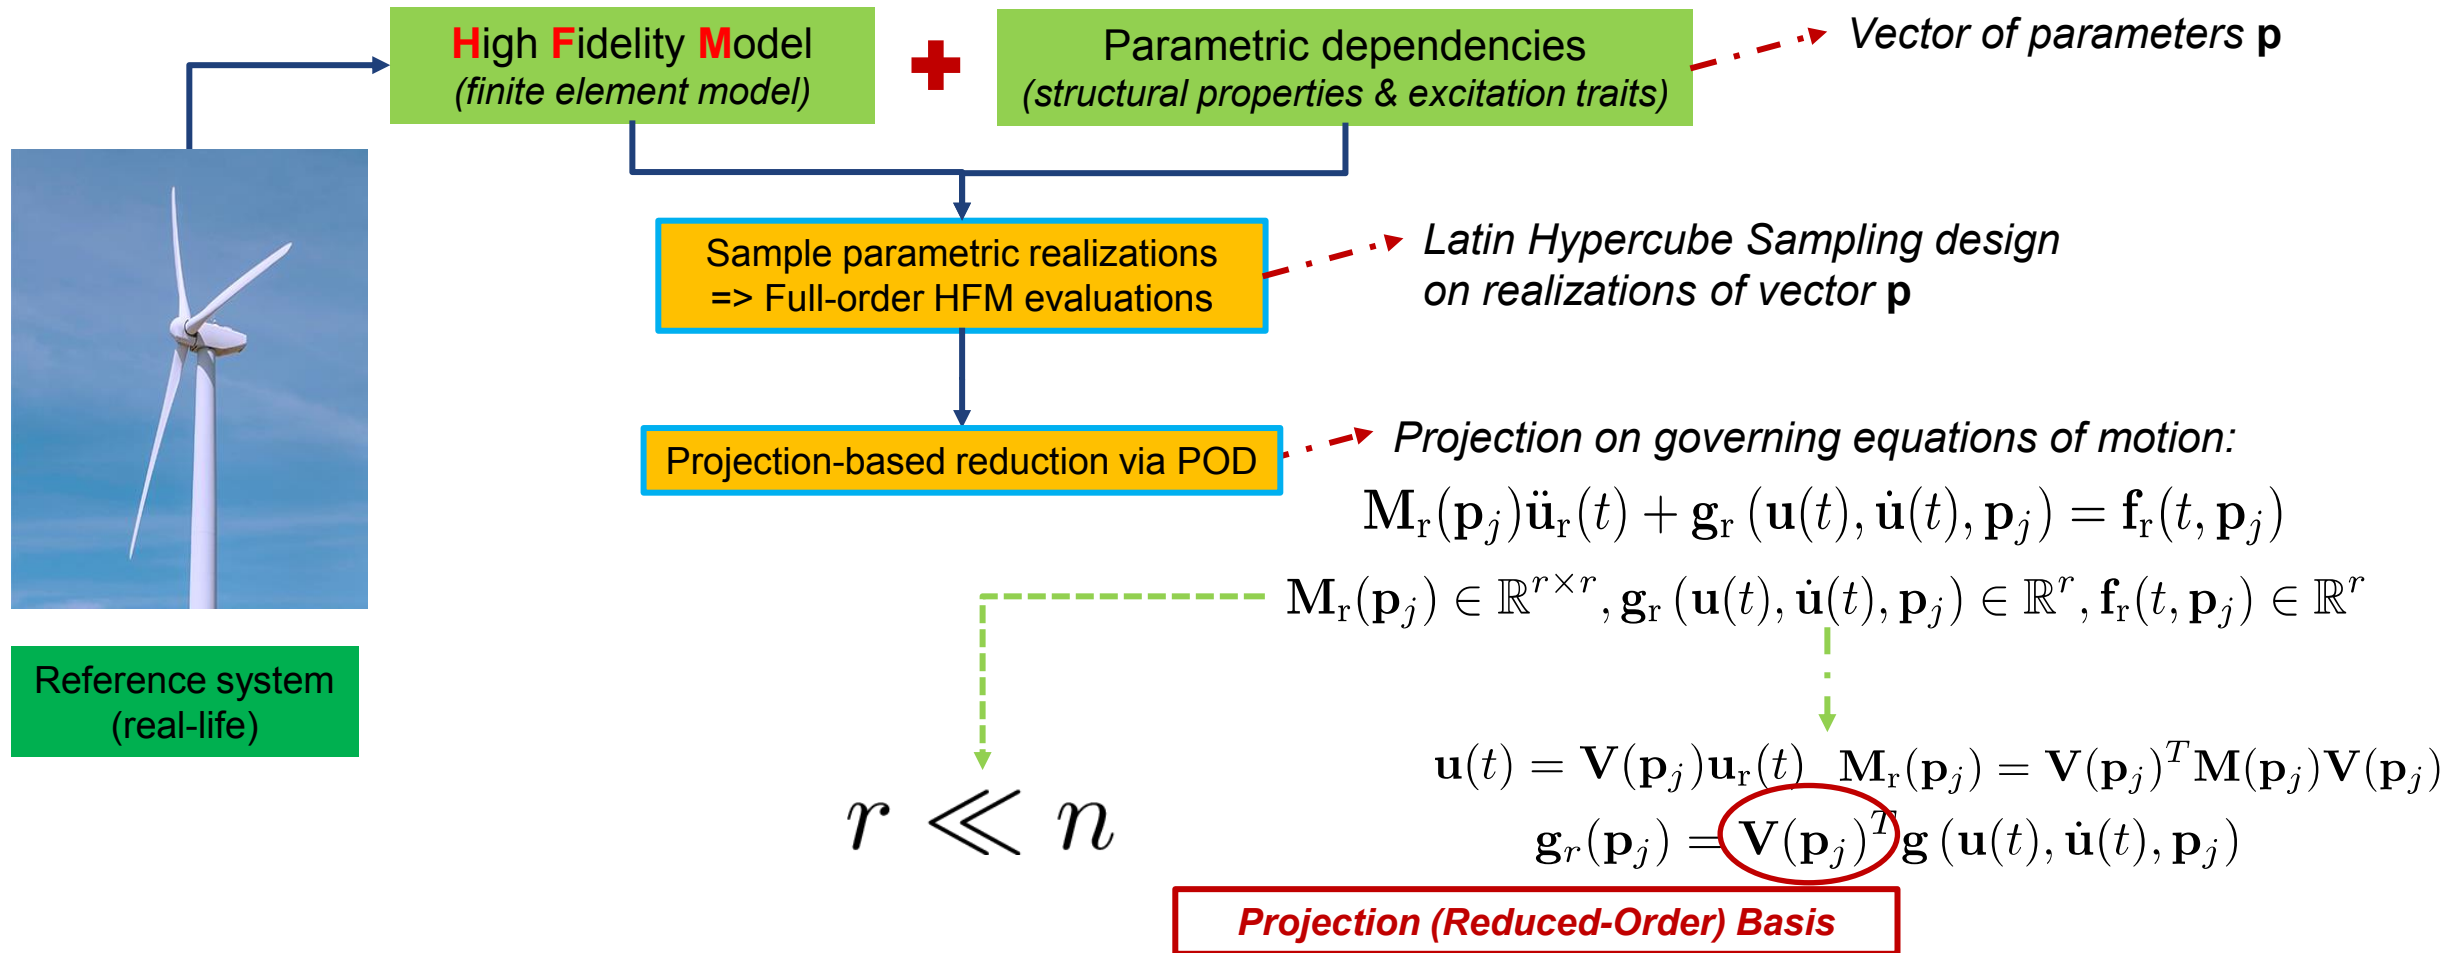 High Fidelity Model
(finite element model)
Parametric dependencies
(structural properties & excitation traits)
Vector of parameters p
Sample parametric realizations
=> Full-order HFM evaluations
Latin Hypercube Sampling design
on realizations of vector p
Projection-based reduction via POD
Projection on governing equations of motion:
M_r(p_j)ü_r(t) + g_r (u(t), u̇(t), p_j) = f_r(t, p_j)
M_r(p_j) ∈ ℝ^{r×r}, g_r (u(t), u̇(t), p_j) ∈ ℝ^r, f_r(t, p_j) ∈ ℝ^r
Reference system
(real-life)
r ≪ n
u(t) = V(p_j)u_r(t) M_r(p_j) = V(p_j)^T M(p_j)V(p_j)
g_r(p_j) = V(p_j)^T g (u(t), u̇(t), p_j)
Projection (Reduced-Order) Basis